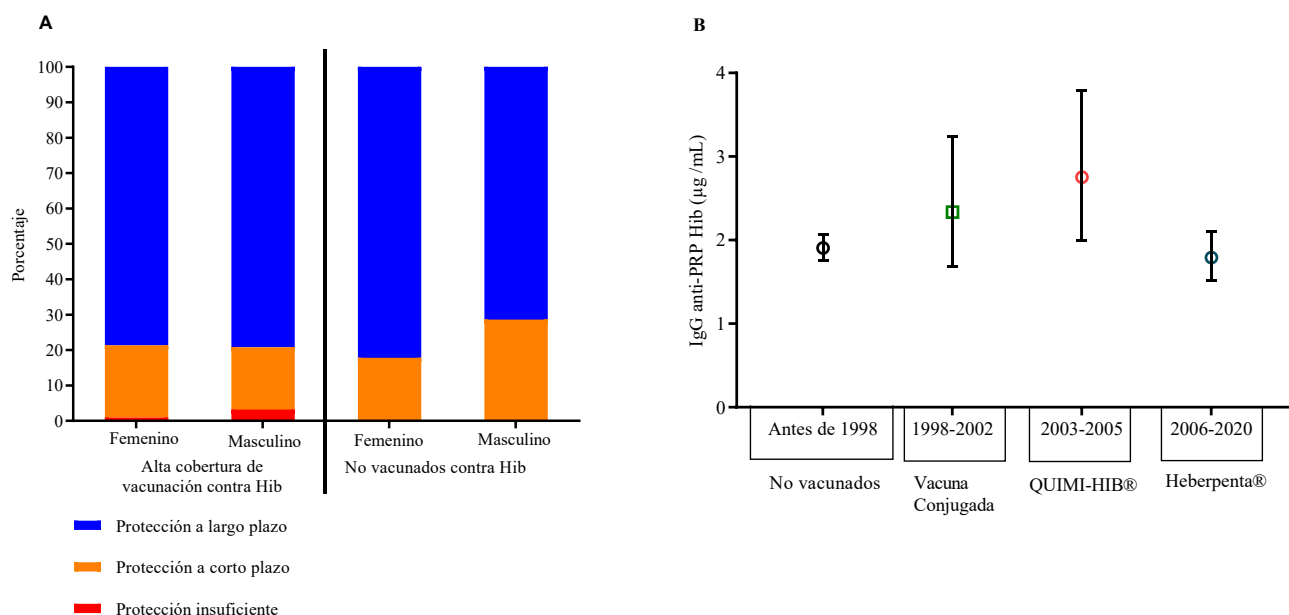 A
Porcentaje
100
90
80
70
60
50
40
30
20
10
0
Femenino
Masculino
Femenino
Masculino
Alta cobertura de
vacunación contra Hib
No vacunados contra Hib
Protección a largo plazo
Protección a corto plazo
Protección insuficiente
B
IgG anti-PRP Hib (µg /mL)
4
3
2
1
0
Antes de 1998
1998-2002
2003-2005
2006-2020
No vacunados
Vacuna
Conjugada
QUIMI-HIB®
Heberpenta®